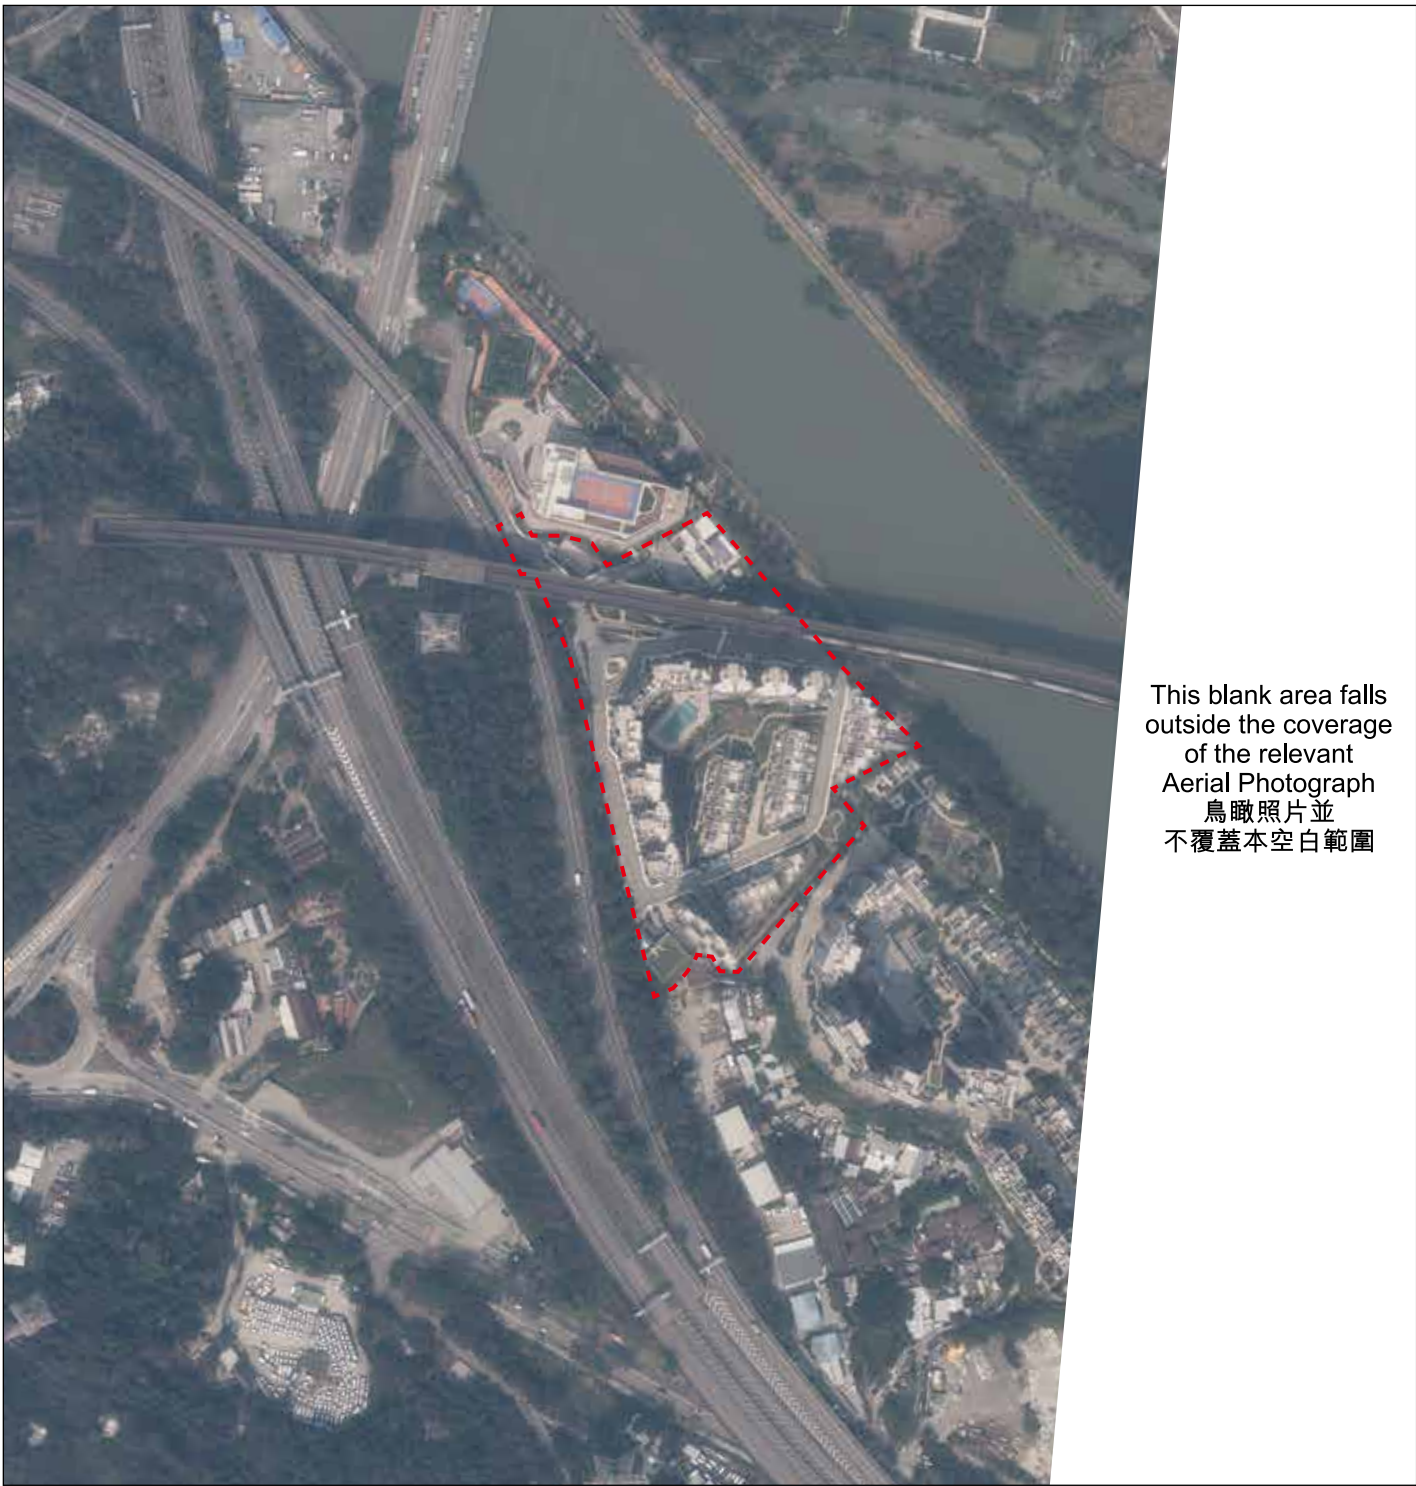 This blank area falls
outside the coverage
of the relevant
Aerial Photograph
鳥瞰照片並
不覆蓋本空白範圍